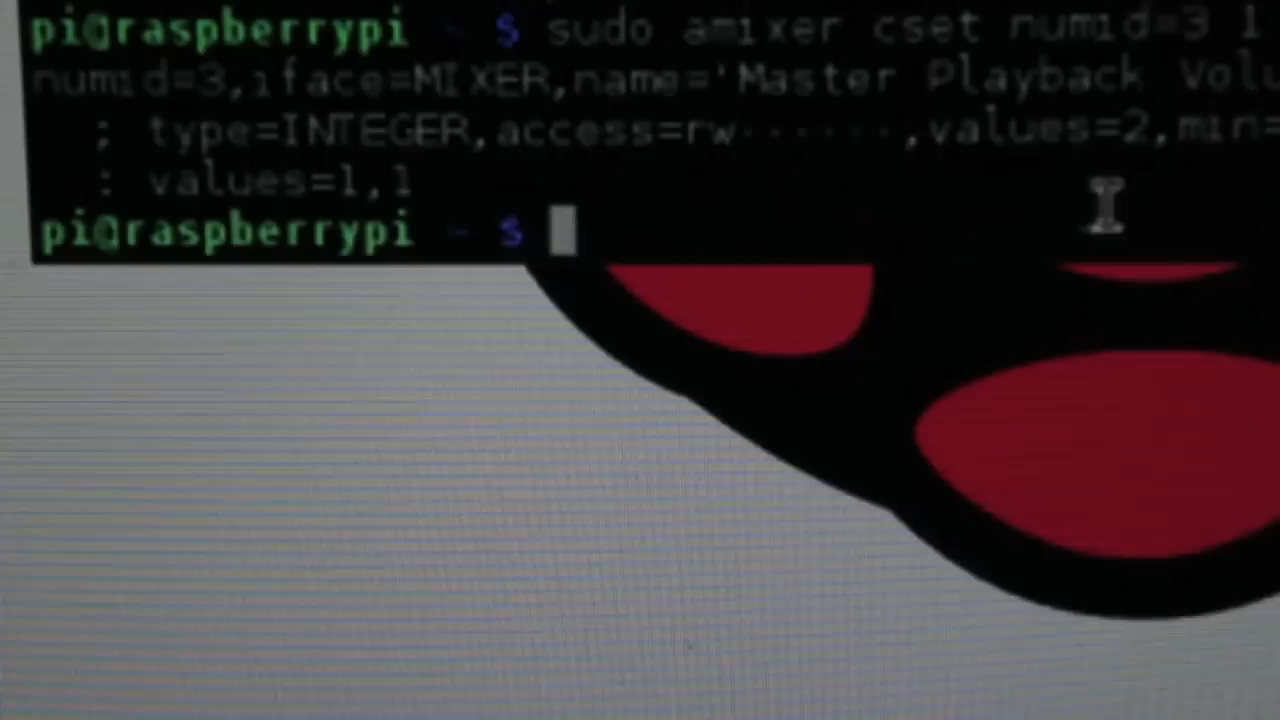 pi@raspberrypi ~ $ sudo amixer cset numid=3 1
numid=3,iface=MIXER,name='Master Playback Volu
; type=INTEGER,access=rw------,values=2,min=
: values=1,1
pi@raspberrypi ~ $